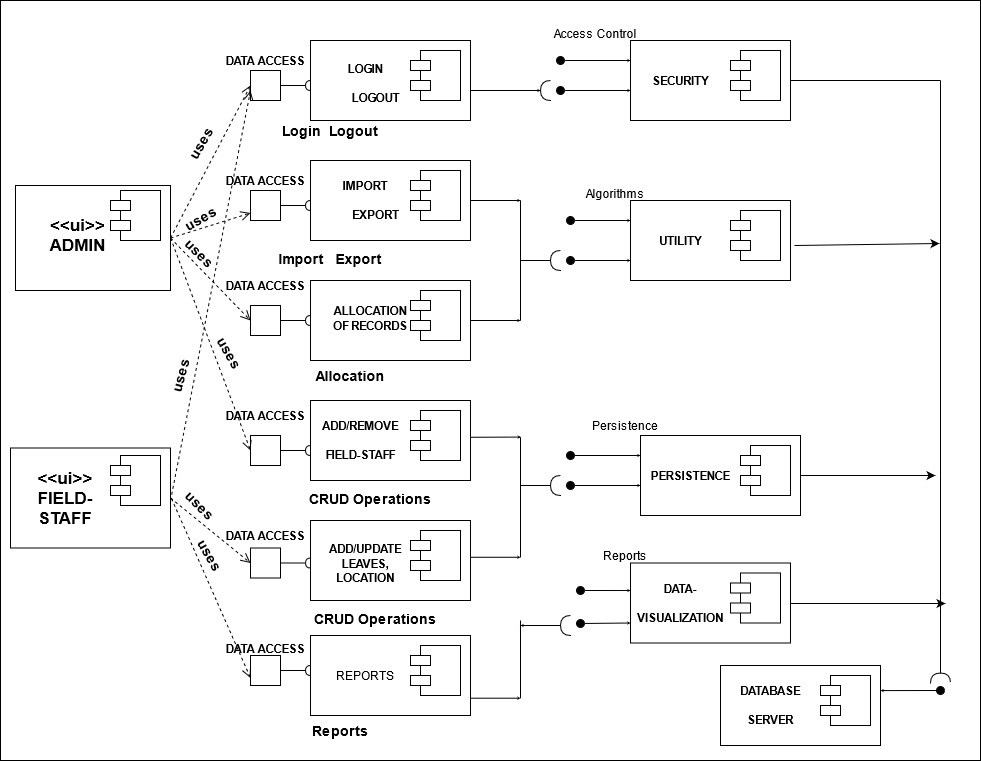 Access Control
DATA ACCESS
LOGIN
LOGOUT
SECURITY
Login Logout
uses
DATA ACCESS
IMPORT
EXPORT
Algorithms
<<ui>>
ADMIN
uses
UTILITY
uses
Import Export
DATA ACCESS
ALLOCATION
OF RECORDS
uses
Allocation
uses
DATA ACCESS
ADD/REMOVE
FIELD-STAFF
Persistence
PERSISTENCE
<<ui>>
FIELD-
STAFF
CRUD Operations
uses
DATA ACCESS
ADD/UPDATE
LEAVES,
LOCATION
uses
Reports
DATA-
VISUALIZATION
CRUD Operations
DATA ACCESS
REPORTS
DATABASE
SERVER
Reports